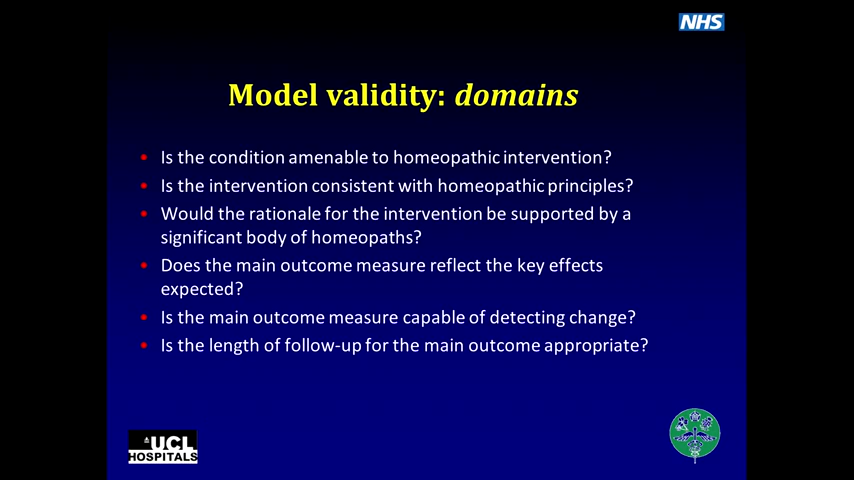 NHS
Model validity: domains
• Is the condition amenable to homeopathic intervention?
• Is the intervention consistent with homeopathic principles?
• Would the rationale for the intervention be supported by a
significant body of homeopaths?
• Does the main outcome measure reflect the key effects
expected?
• Is the main outcome measure capable of detecting change?
• Is the length of follow-up for the main outcome appropriate?
UCL
HOSPITALS